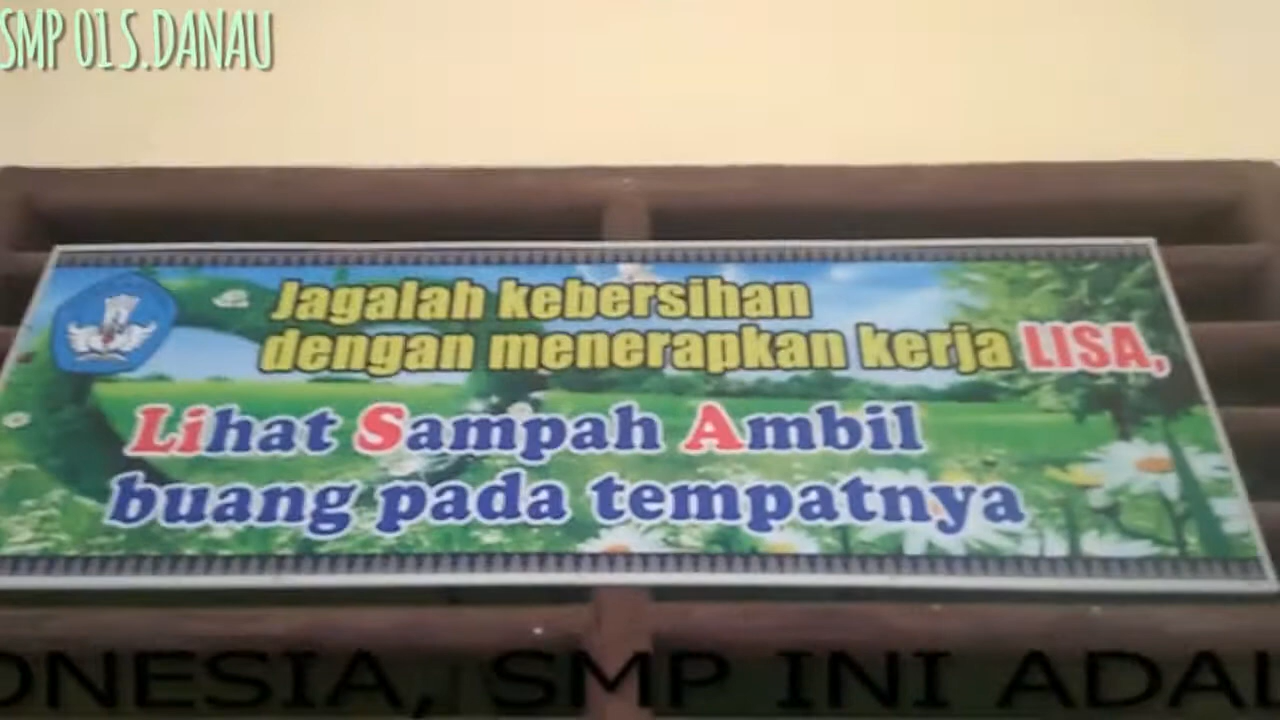 SMP 01 S.DANAU
Jagalah kebersihan
dengan menerapkan kerja LISA,
Lihat Sampah Ambil
buang pada tempatnya
ONESIA, SMP INI ADAL